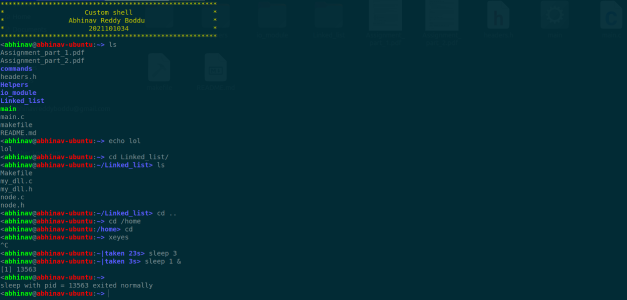 ****************************************************
* Custom shell *
* Abhinav Reddy Boddu *
* 2021101034 *
****************************************************
<abhinav@abhinav-ubuntu:~> ls
Assignment_part_1.pdf
Assignment_part_2.pdf
commands
headers.h
Helpers
io_module
Linked_list
main
main.c
makefile
README.md
<abhinav@abhinav-ubuntu:~> echo lol
lol
<abhinav@abhinav-ubuntu:~> cd Linked_list/
<abhinav@abhinav-ubuntu:~/Linked_list> ls
Makefile
my_dll.c
my_dll.h
node.c
node.h
<abhinav@abhinav-ubuntu:~/Linked_list> cd ..
<abhinav@abhinav-ubuntu:~> cd /home
<abhinav@abhinav-ubuntu:/home> cd
<abhinav@abhinav-ubuntu:~> xeyes
^C
<abhinav@abhinav-ubuntu:~|taken 23s> sleep 3
<abhinav@abhinav-ubuntu:~|taken 3s> sleep 1 &
[1] 13563
<abhinav@abhinav-ubuntu:~>
sleep with pid = 13563 exited normally
<abhinav@abhinav-ubuntu:~>